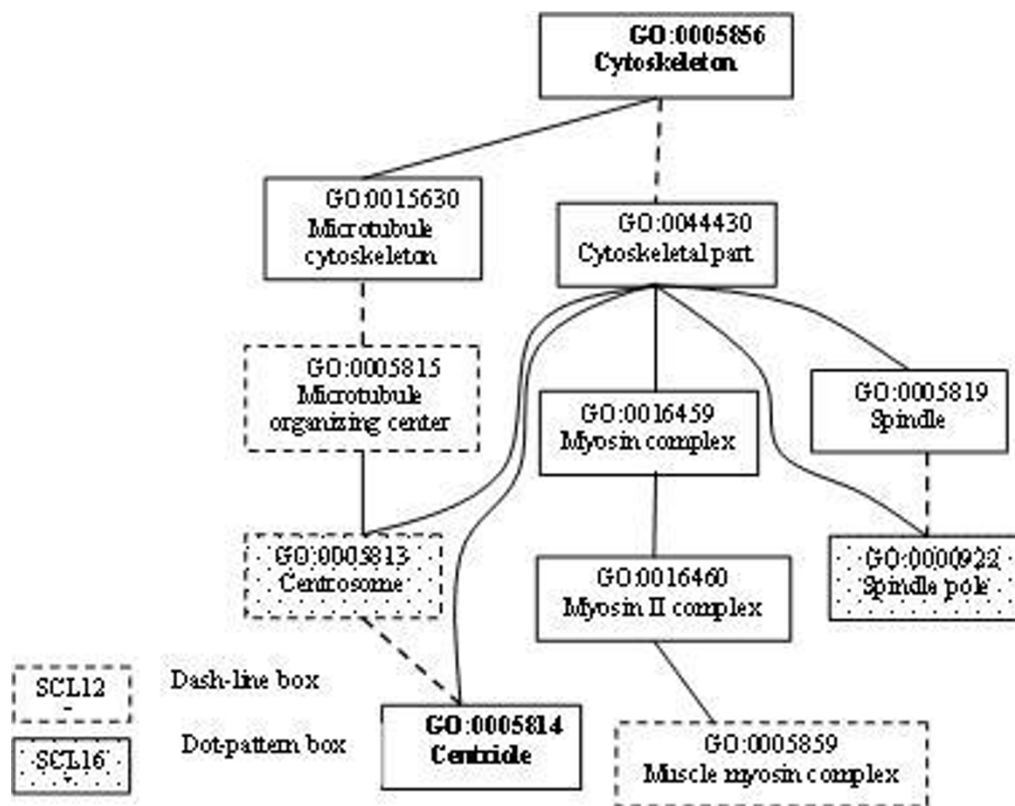 GO:0005856
Cytoskeleton
GO:0015630
Microtubule
cytoskeleton
GO:0044430
Cytoskeletal part
GO:0005815
Microtubule
organizing center
GO:0016459
Myosin complex
GO:0005819
Spindle
GO:0005813
Centrosome
GO:0016460
Myosin II complex
GO:0000922
Spindle pole
SCL12
Dash-line box
SCL16
Dot-pattern box
GO:0005814
Centriole
GO:0005859
Muscle myosin complex